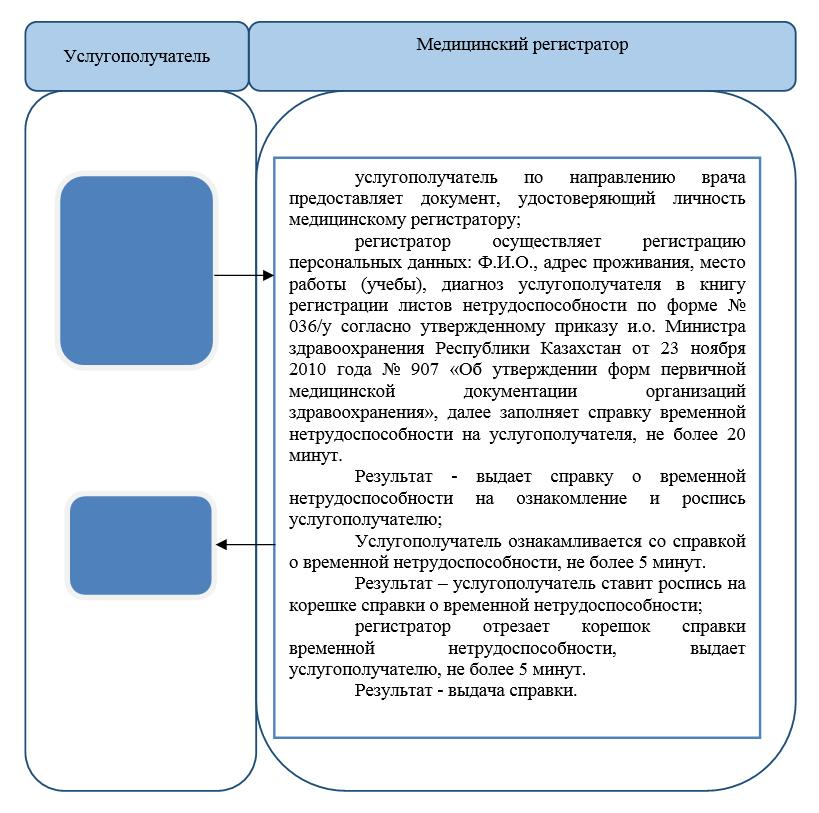 Услугополучатель
Медицинский регистратор
услугополучатель по направлению врача
предоставляет документ, удостоверяющий личность
медицинскому регистратору;
регистратор осуществляет регистрацию
персональных данных: Ф.И.О., адрес проживания, место
работы (учебы), диагноз услугополучателя в книгу
регистрации листов нетрудоспособности по форме №
036/у согласно утвержденному приказу и.о. Министра
здравоохранения Республики Казахстан от 23 ноября
2010 года № 907 «Об утверждении форм первичной
медицинской документации организаций
здравоохранения», далее заполняет справку временной
нетрудоспособности на услугополучателя, не более 20
минут.
Результат - выдает справку о временной
нетрудоспособности на ознакомление и роспись
услугополучателю;
Услугополучатель ознакамливается со справкой
о временной нетрудоспособности, не более 5 минут.
Результат – услугополучатель ставит роспись на
корешке справки о временной нетрудоспособности;
регистратор отрезает корешок справки
временной нетрудоспособности, выдает
услугополучателю, не более 5 минут.
Результат - выдача справки.